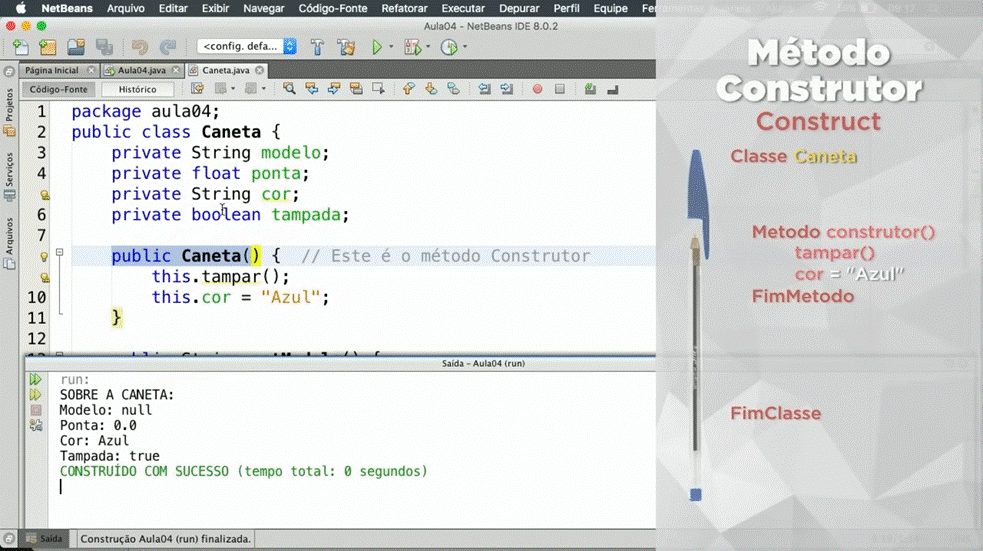 NetBeans Arquivo Editar Exibir Navegar Código-Fonte Refatorar Executar Depurar Perfil Equipe Ferramentas Janela Ajuda
Aula04 - NetBeans IDE 8.0.2
<config. defa...
Página Inicial Aula04.java Caneta.java
Código-Fonte Histórico
Projetos
Serviços
Arquivos
1 package aula04;
2 public class Caneta {
3 private String modelo;
4 private float ponta;
private String cor;
6 private boolean tampada;
7
public Caneta() { // Este é o método Construtor
this.tampar();
10 this.cor = "Azul";
11 }
12
Saída - Aula04 (run)
run:
SOBRE A CANETA:
Modelo: null
Ponta: 0.0
Cor: Azul
Tampada: true
CONSTRUÍDO COM SUCESSO (tempo total: 0 segundos)
Saída Construção Aula04 (run) finalizada.
Método
Construtor
Construct
Classe Caneta
Metodo construtor()
tampar()
cor = "Azul"
FimMetodo
FimClasse